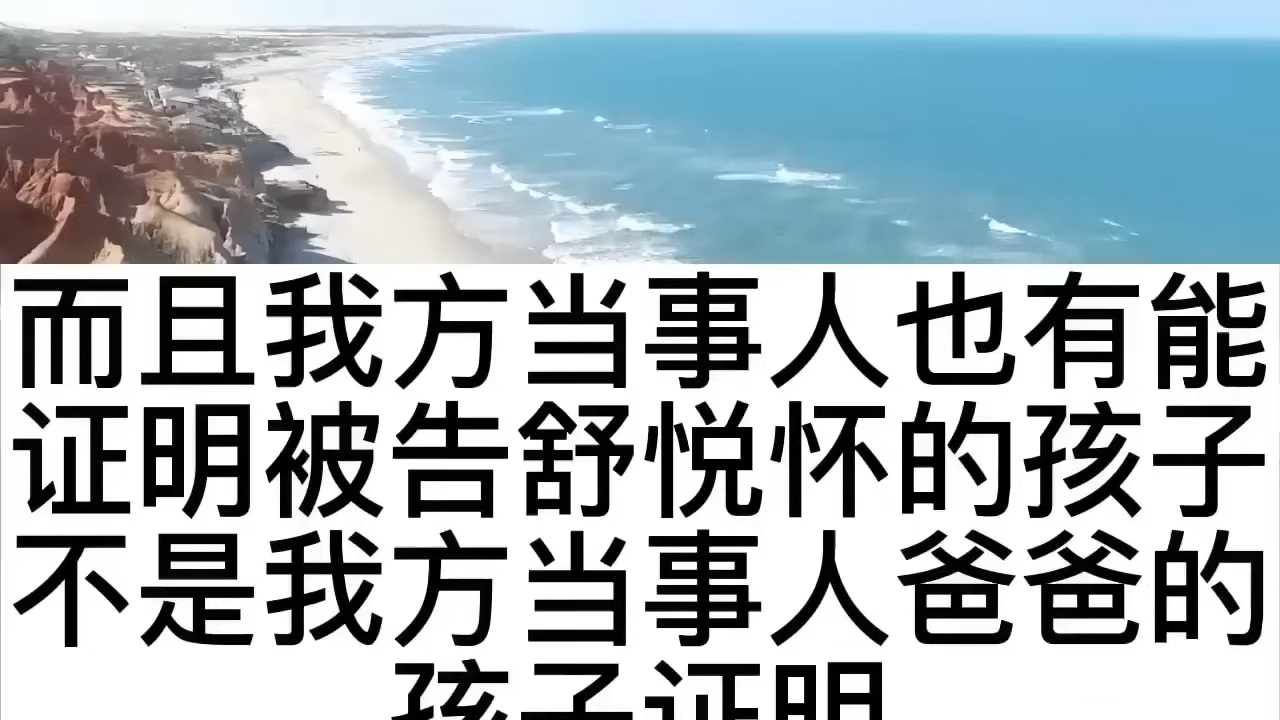 而且我方当事人也有能
证明被告舒悦怀的孩子
不是我方当事人爸爸的
孩子证明